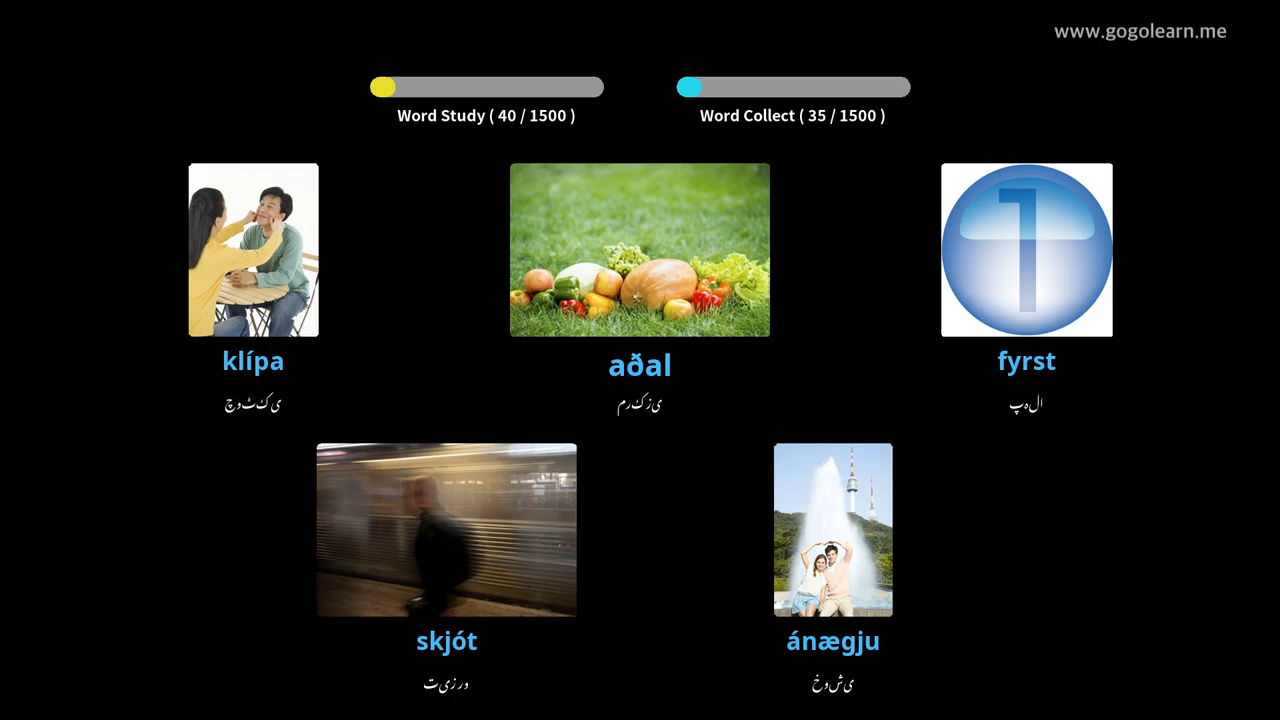 www.gogolearn.me
Word Study ( 40 / 1500 )
Word Collect ( 35 / 1500 )
klípa
aðal
fyrst
چوٹکی
مرکزی
پہلا
skjót
ánægju
تیزرو
خوشی